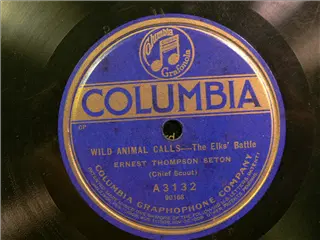 Columbia
Grafonola
COLUMBIA
WILD ANIMAL CALLS—The Elks' Battle
ERNEST THOMPSON SETON
(Chief Scout)
A3132
COLUMBIA GRAPHOPHONE COMPANY